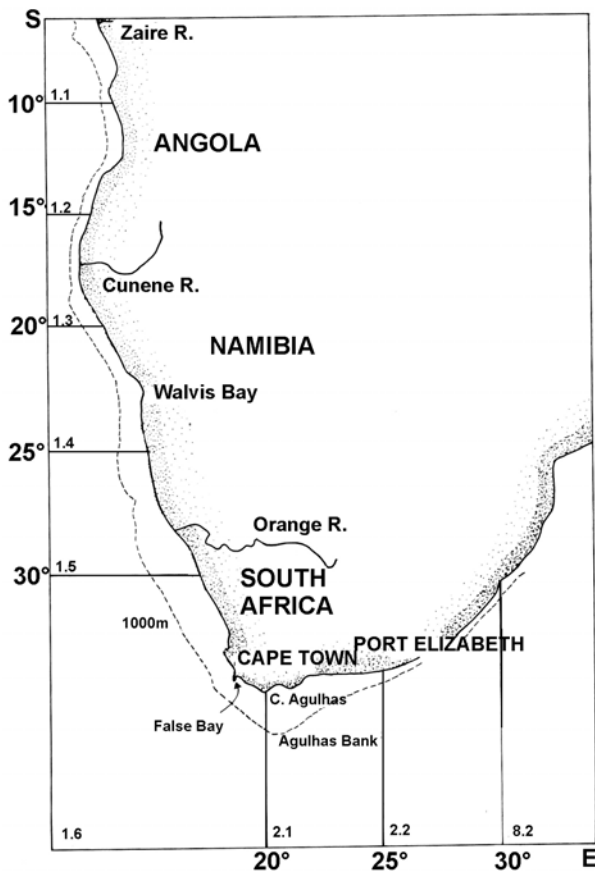 S
Zaire R.
10°
1.1
ANGOLA
15°
1.2
Cunene R.
20°
1.3
NAMIBIA
Walvis Bay
25°
1.4
Orange R.
30°
1.5
SOUTH
AFRICA
1000m
PORT ELIZABETH
CAPE TOWN
C. Agulhas
False Bay
Agulhas Bank
1.6
2.1
2.2
8.2
20°
25°
30°
E